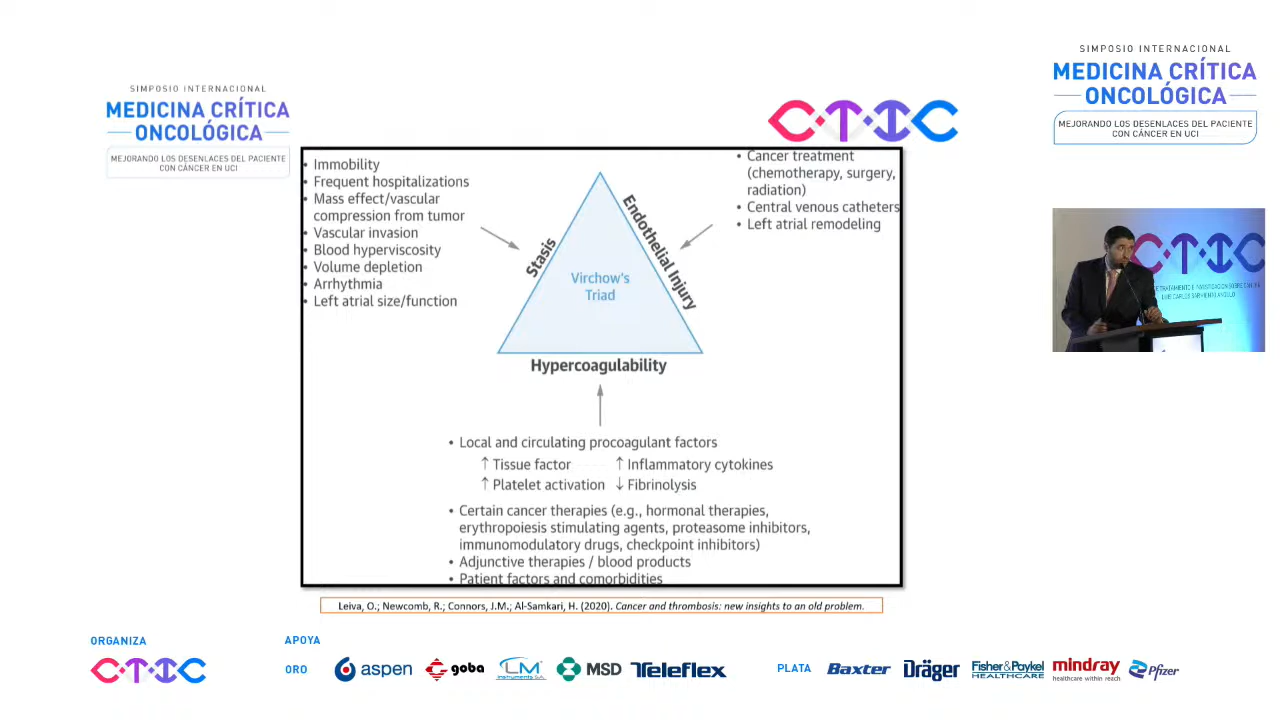 SIMPOSIO INTERNACIONAL
MEDICINA CRÍTICA
ONCOLÓGICA
MEJORANDO LOS DESENLACES DEL PACIENTE
CON CÁNCER EN UCI
CTIC
SIMPOSIO INTERNACIONAL
MEDICINA CRÍTICA
ONCOLÓGICA
MEJORANDO LOS DESENLACES DEL PACIENTE
CON CÁNCER EN UCI
• Immobility
• Frequent hospitalizations
• Mass effect/vascular
compression from tumor
• Vascular invasion
• Blood hyperviscosity
• Volume depletion
• Arrhythmia
• Left atrial size/function
Stasis
Virchow's
Triad
Endothelial Injury
Hypercoagulability
• Cancer treatment
(chemotherapy, surgery,
radiation)
• Central venous catheters
• Left atrial remodeling
• Local and circulating procoagulant factors
↑ Tissue factor ↑ Inflammatory cytokines
↑ Platelet activation ↓ Fibrinolysis
• Certain cancer therapies (e.g., hormonal therapies,
erythropoiesis stimulating agents, proteasome inhibitors,
immunomodulatory drugs, checkpoint inhibitors)
• Adjunctive therapies / blood products
• Patient factors and comorbidities
Leiva, O.; Newcomb, R.; Connors, J.M.; Al-Samkari, H. (2020). Cancer and thrombosis: new insights to an old problem.
CTIC
LUIS CARLOS SARMIENTO ANGULO
ORGANIZA
CTIC
APOYA
ORO
aspen
goba
LM
Instruments S.A.
MSD
Teleflex
PLATA
Baxter
Dräger
Fisher & Paykel
HEALTHCARE
mindray
healthcare within reach
Pfizer